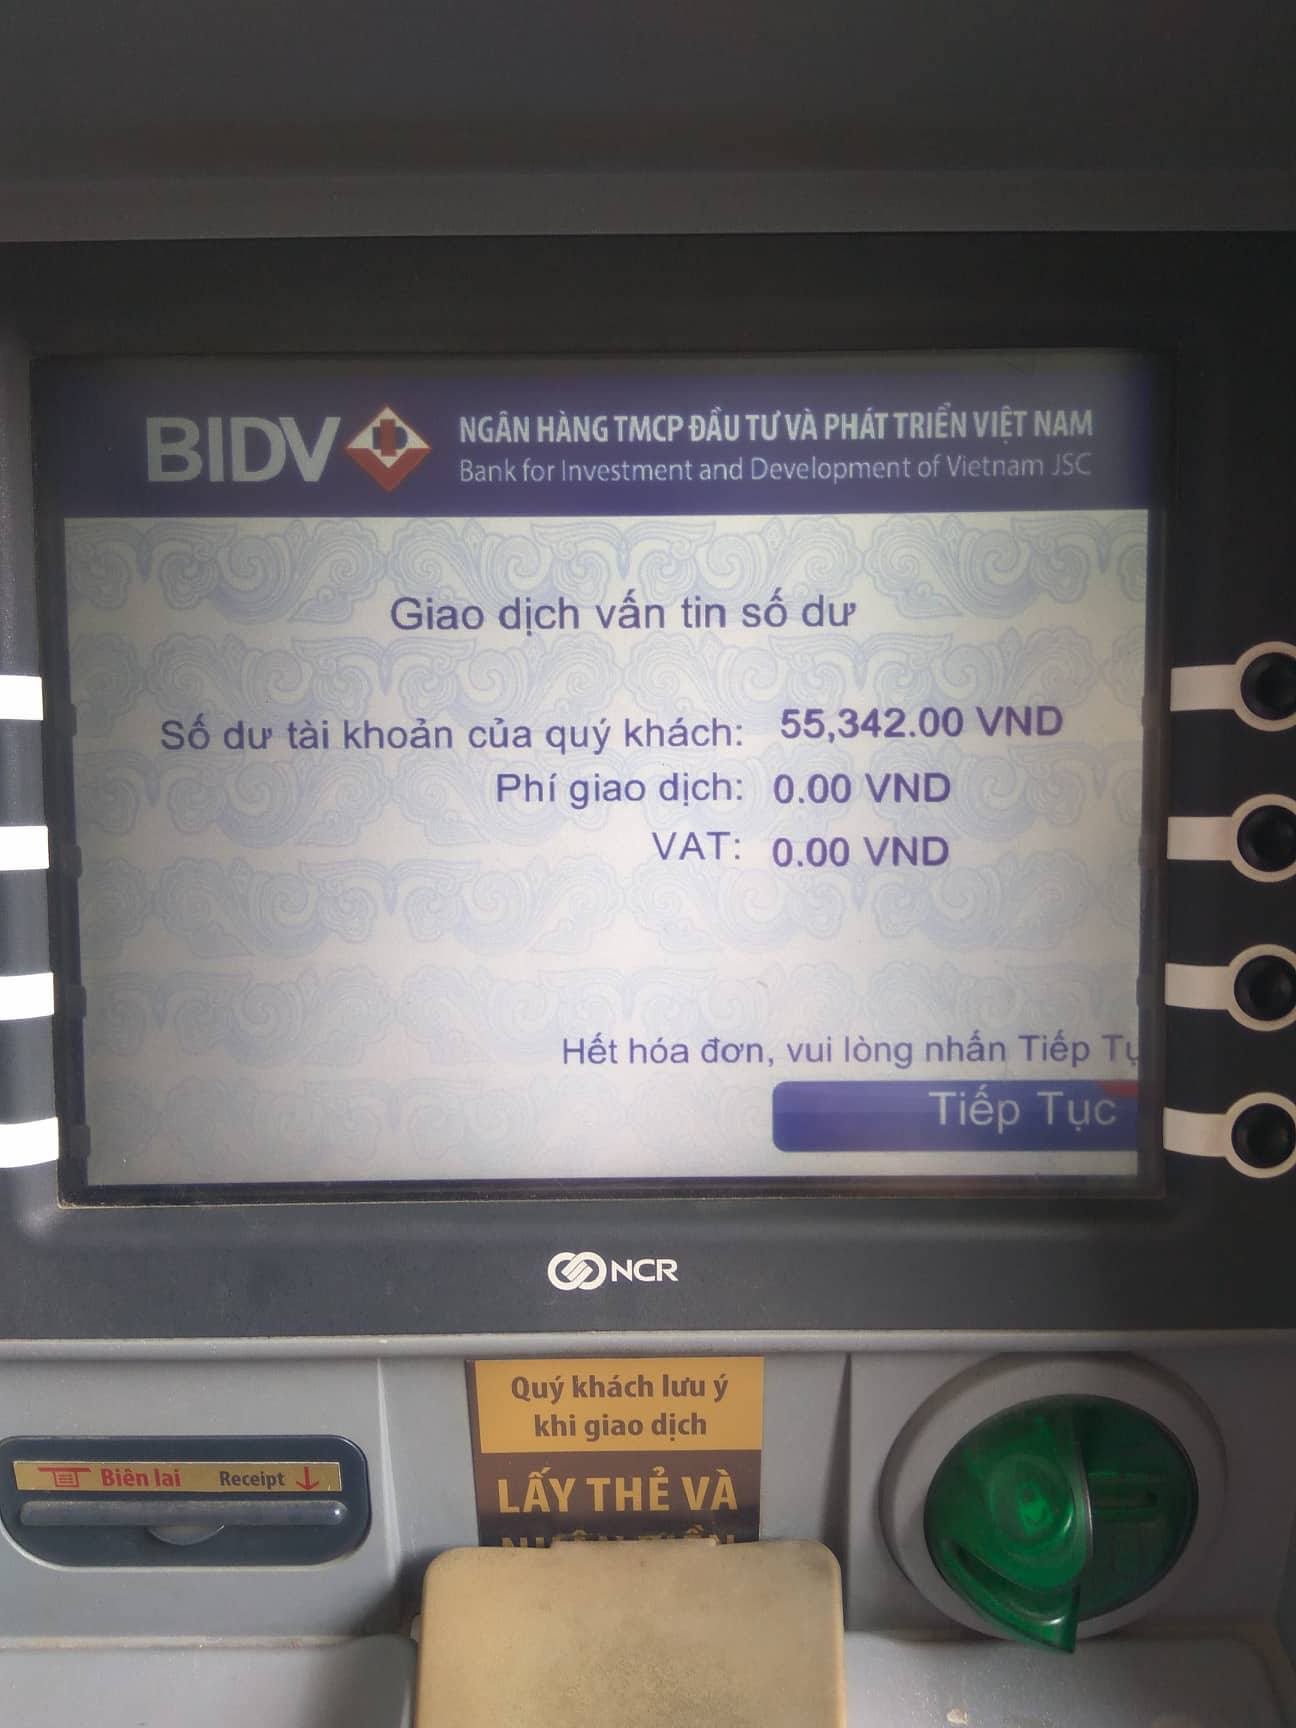 BIDV
NGÂN HÀNG TMCP ĐẦU TƯ VÀ PHÁT TRIỂN VIỆT NAM
Bank for Investment and Development of Vietnam JSC
Giao dịch vấn tin số dư
Số dư tài khoản của quý khách: 55,342.00 VND
Phí giao dịch: 0.00 VND
VAT: 0.00 VND
Hết hóa đơn, vui lòng nhấn Tiếp
Tiếp Tục
NCR
Quý khách lưu ý
khi giao dịch
LẤY THẺ VÀ
Biên lai Receipt